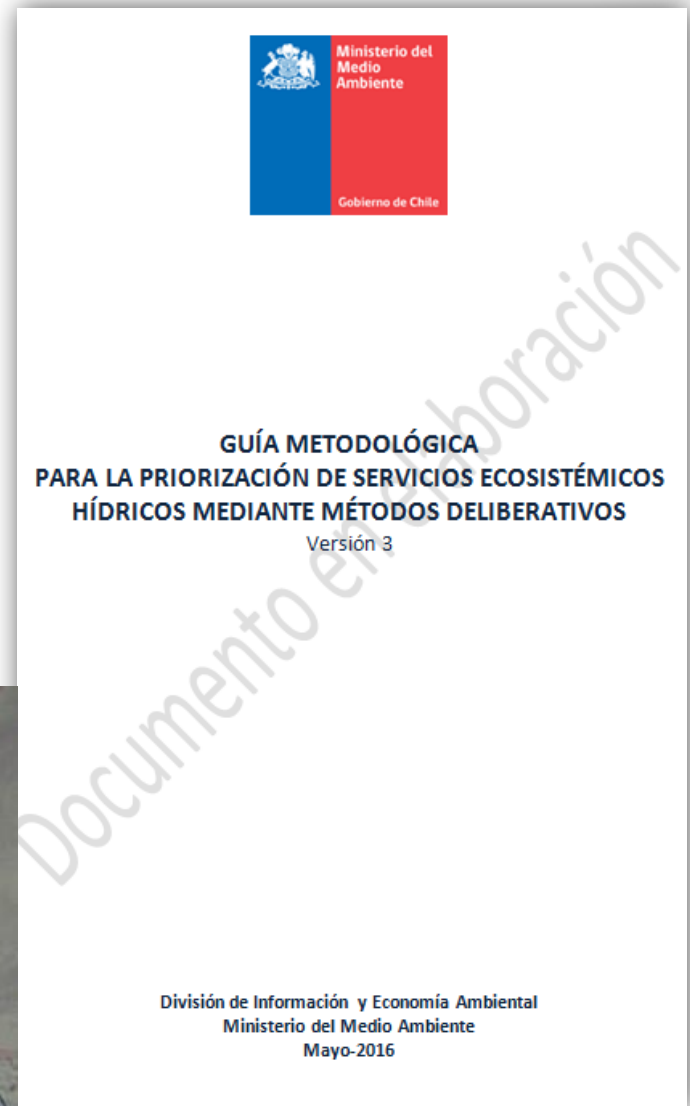 Ministerio del
Medio
Ambiente
Gobierno de Chile
GUÍA METODOLÓGICA
PARA LA PRIORIZACIÓN DE SERVICIOS ECOSISTÉMICOS
HÍDRICOS MEDIANTE MÉTODOS DELIBERATIVOS
Versión 3
Documento en elaboración
División de Información y Economía Ambiental
Ministerio del Medio Ambiente
Mayo-2016